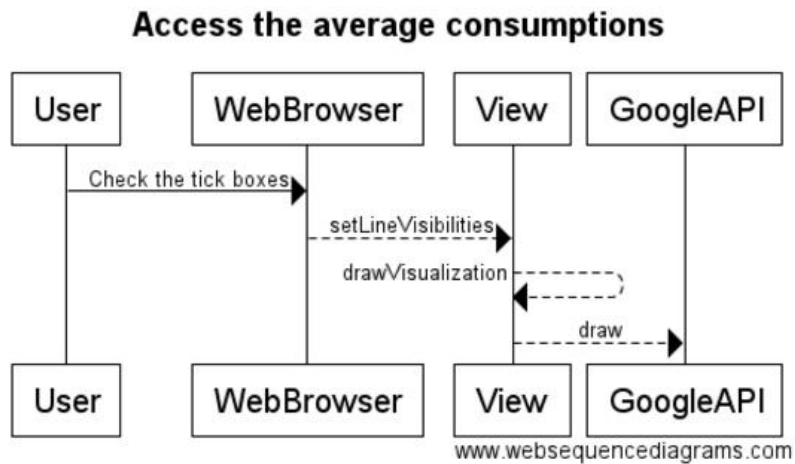 Access the average consumptions
User WebBrowser View GoogleAPI
Check the tick boxes
setLineVisibilities
drawVisualization
draw
User WebBrowser View GoogleAPI
www.websequencediagrams.com